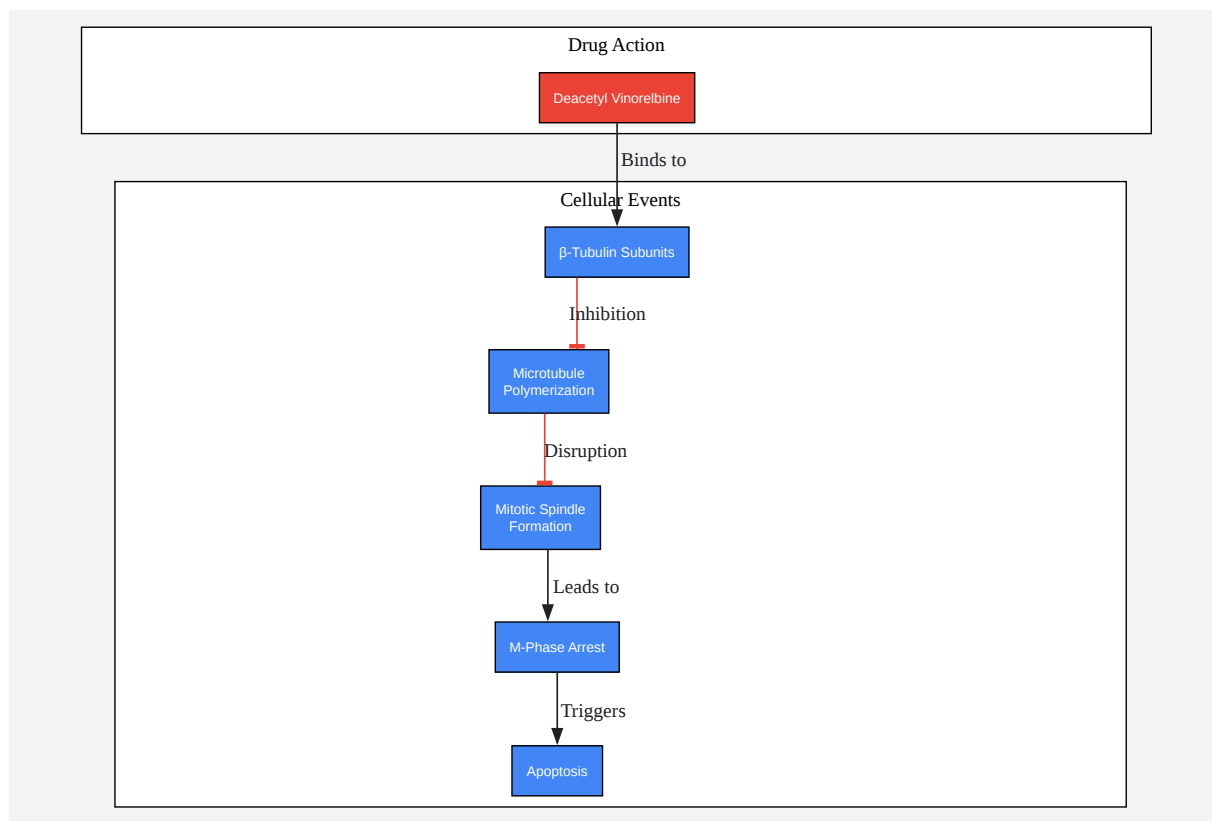 Drug Action
Deacetyl Vinorelbine
Binds to
Cellular Events
β-Tubulin Subunits
Inhibition
Microtubule
Polymerization
Disruption
Mitotic Spindle
Formation
Leads to
M-Phase Arrest
Triggers
Apoptosis